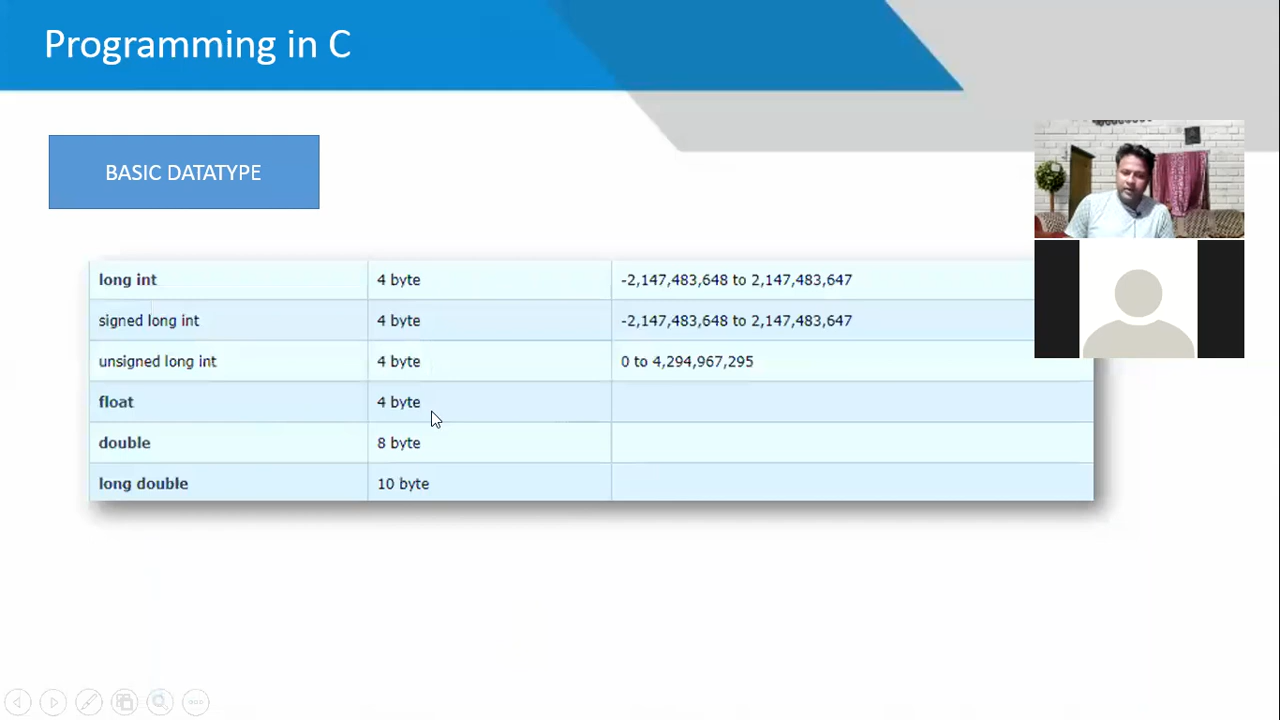 Programming in C
BASIC DATATYPE
long int 4 byte -2,147,483,648 to 2,147,483,647
signed long int 4 byte -2,147,483,648 to 2,147,483,647
unsigned long int 4 byte 0 to 4,294,967,295
float 4 byte
double 8 byte
long double 10 byte